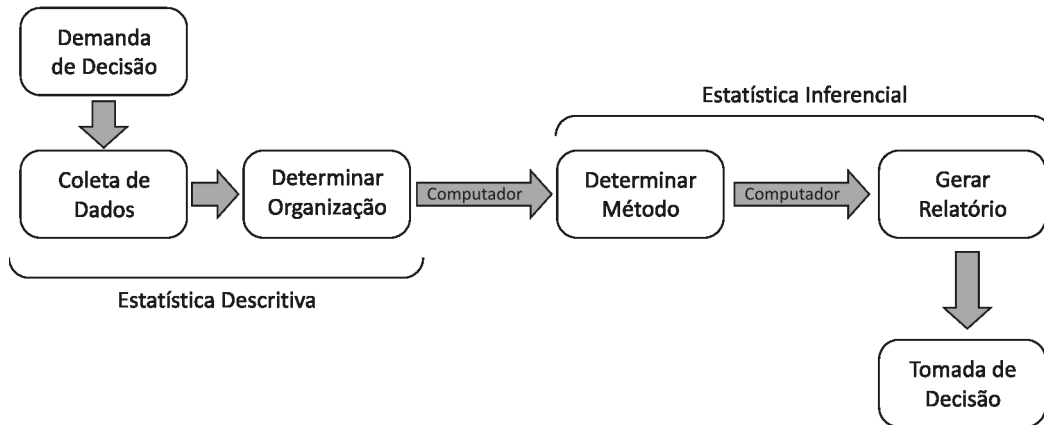 Demanda
de Decisão
Estatística Inferencial
Coleta de
Dados
Determinar
Organização
Computador
Determinar
Método
Computador
Gerar
Relatório
Estatística Descritiva
Tomada de
Decisão